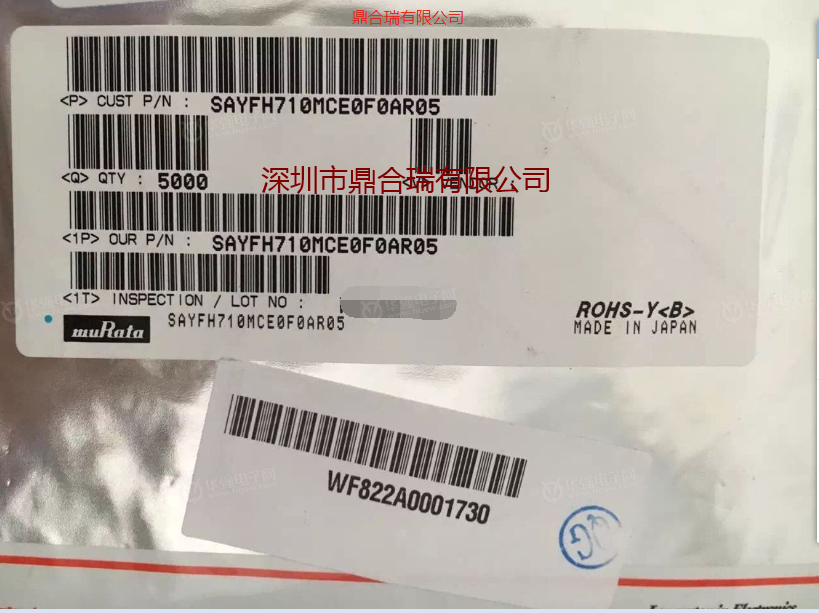 鼎合瑞有限公司
<P> CUST P/N : SAYFH710MCE0F0AR05
<Q> QTY : 5000
深圳市鼎合瑞有限公司
<1P> OUR P/N : SAYFH710MCE0F0AR05
<1T> INSPECTION / LOT NO :
ROHS-Y<B>
muRata SAYFH710MCE0F0AR05
MADE IN JAPAN
WF822A0001730
QC